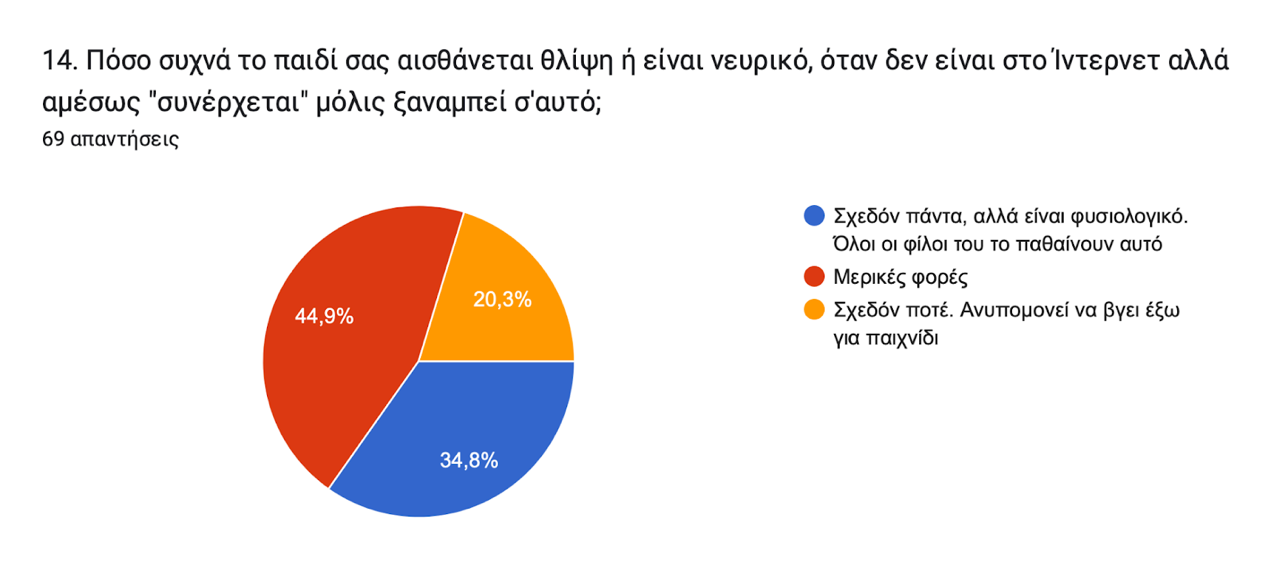 14. Πόσο συχνά το παιδί σας αισθάνεται θλίψη ή είναι νευρικό, όταν δεν είναι στο Ίντερνετ αλλά
αμέσως "συνέρχεται" μόλις ξαναμπεί σ'αυτό;
69 απαντήσεις
Σχεδόν πάντα, αλλά είναι φυσιολογικό.
Όλοι οι φίλοι του το παθαίνουν αυτό
Μερικές φορές
Σχεδόν ποτέ. Ανυπομονεί να βγει έξω
για παιχνίδι
20,3%
44,9%
34,8%